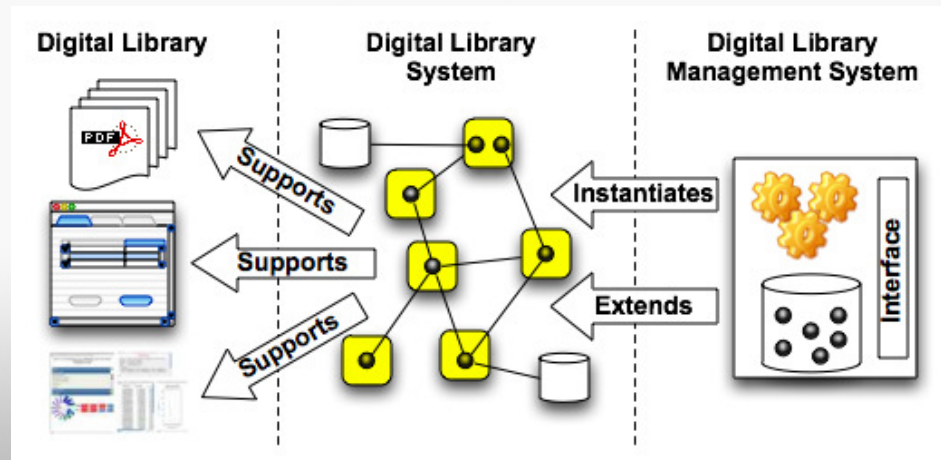 Digital Library
Digital Library
System
Digital Library
Management System
PDF
Supports
Supports
Supports
Instantiates
Extends
Interface